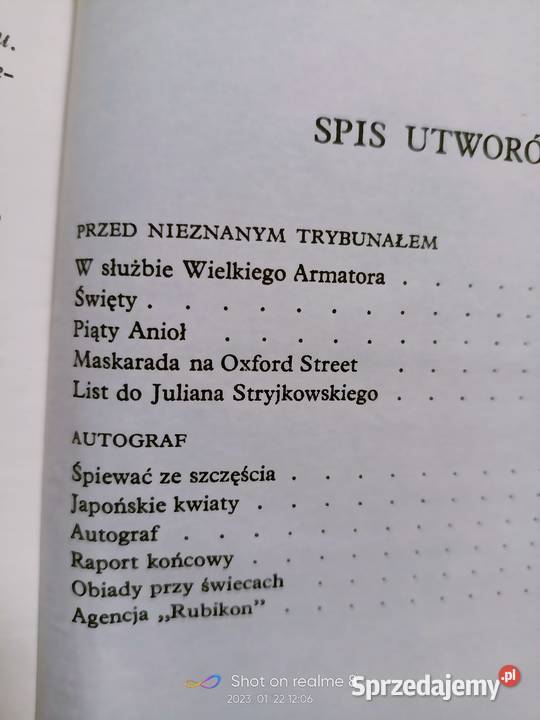 u.
e-
SPIS UTWORÓ
PRZED NIEZNANYM TRYBUNAŁEM
W służbie Wielkiego Armatora . . . . .
Święty . . . . . . . . . .
Piąty Anioł . . . . . . . .
Maskarada na Oxford Street . . . . .
List do Juliana Stryjkowskiego . . . . .
AUTOGRAF
Śpiewać ze szczęścia . . . . . . .
Japońskie kwiaty . . . . . . . .
Autograf . . . . . . . . .
Raport końcowy . . . . . . . .
Obiady przy świecach . . . . . .
Agencja „Rubikon” . . . . . . .
Shot on realme 8
2023.01.22 12:06
Sprzedajemy.pl